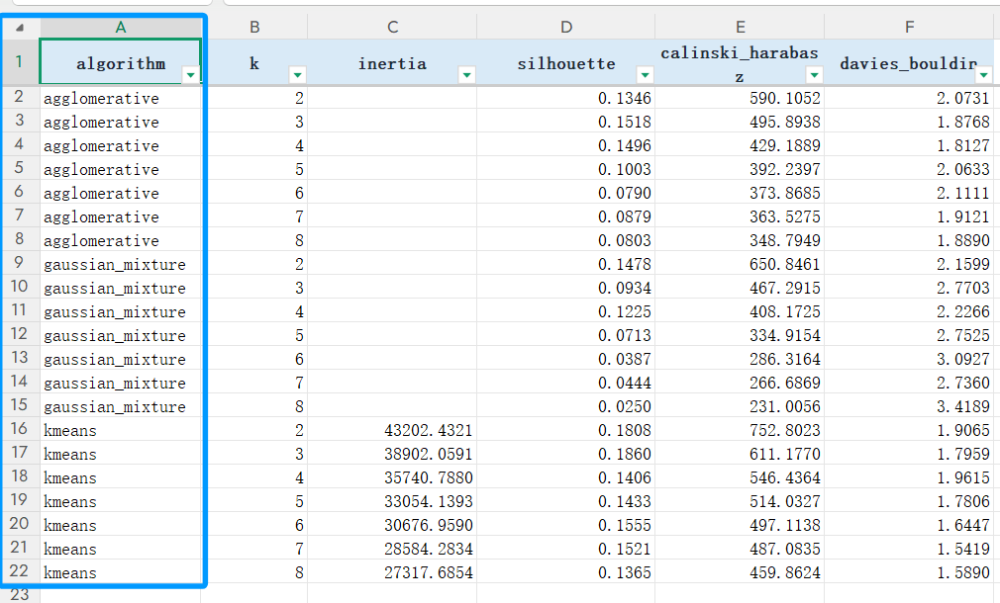 A B C D E F
1 algorithm k inertia silhouette calinski_harabas
z davies_bouldin
2 agglomerative 2 0.1346 590.1052 2.0731
3 agglomerative 3 0.1518 495.8938 1.8768
4 agglomerative 4 0.1496 429.1889 1.8127
5 agglomerative 5 0.1003 392.2397 2.0633
6 agglomerative 6 0.0790 373.8685 2.1111
7 agglomerative 7 0.0879 363.5275 1.9121
8 agglomerative 8 0.0803 348.7949 1.8890
9 gaussian_mixture 2 0.1478 650.8461 2.1599
10 gaussian_mixture 3 0.0934 467.2915 2.7703
11 gaussian_mixture 4 0.1225 408.1725 2.2266
12 gaussian_mixture 5 0.0713 334.9154 2.7525
13 gaussian_mixture 6 0.0387 286.3164 3.0927
14 gaussian_mixture 7 0.0444 266.6869 2.7360
15 gaussian_mixture 8 0.0250 231.0056 3.4189
16 kmeans 2 43202.4321 0.1808 752.8023 1.9065
17 kmeans 3 38902.0591 0.1860 611.1770 1.7959
18 kmeans 4 35740.7880 0.1406 546.4364 1.9615
19 kmeans 5 33054.1393 0.1433 514.0327 1.7806
20 kmeans 6 30676.9590 0.1555 497.1138 1.6447
21 kmeans 7 28584.2834 0.1521 487.0835 1.5419
22 kmeans 8 27317.6854 0.1365 459.8624 1.5890
23